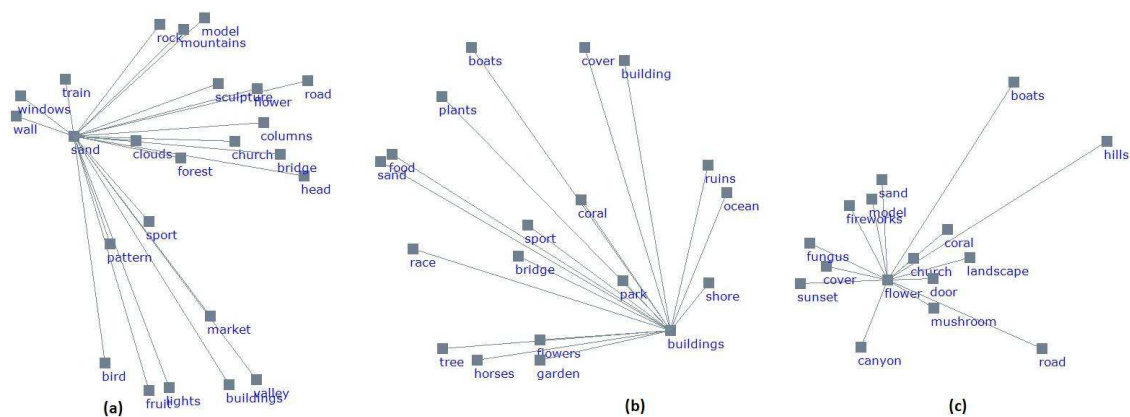 model
rock
mountains
train
sculpture
flower
road
windows
wall
sand
columns
clouds
church
forest
bridge
head
sport
pattern
market
bird
fruit
lights
buildings
valley
(a)
boats
cover
building
plants
food
sand
ruins
ocean
coral
sport
race
bridge
park
shore
buildings
tree
flowers
horses
garden
(b)
boats
hills
sand
model
fireworks
coral
fungus
church
landscape
cover
sunset
flower
door
mushroom
canyon
road
(c)